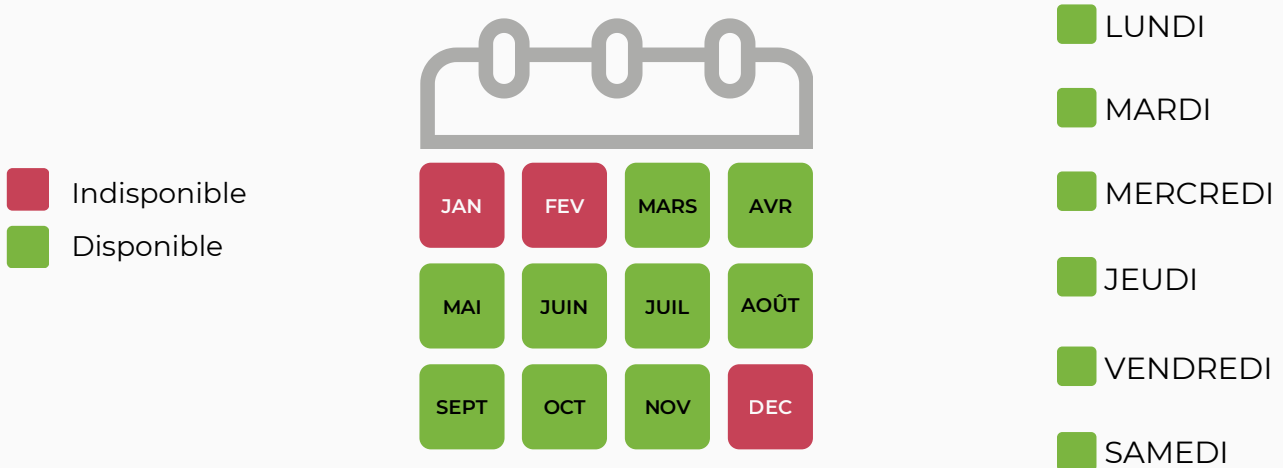 Indisponible
Disponible
JAN FEV MARS AVR
MAI JUIN JUIL AOÛT
SEPT OCT NOV DEC
LUNDI
MARDI
MERCREDI
JEUDI
VENDREDI
SAMEDI